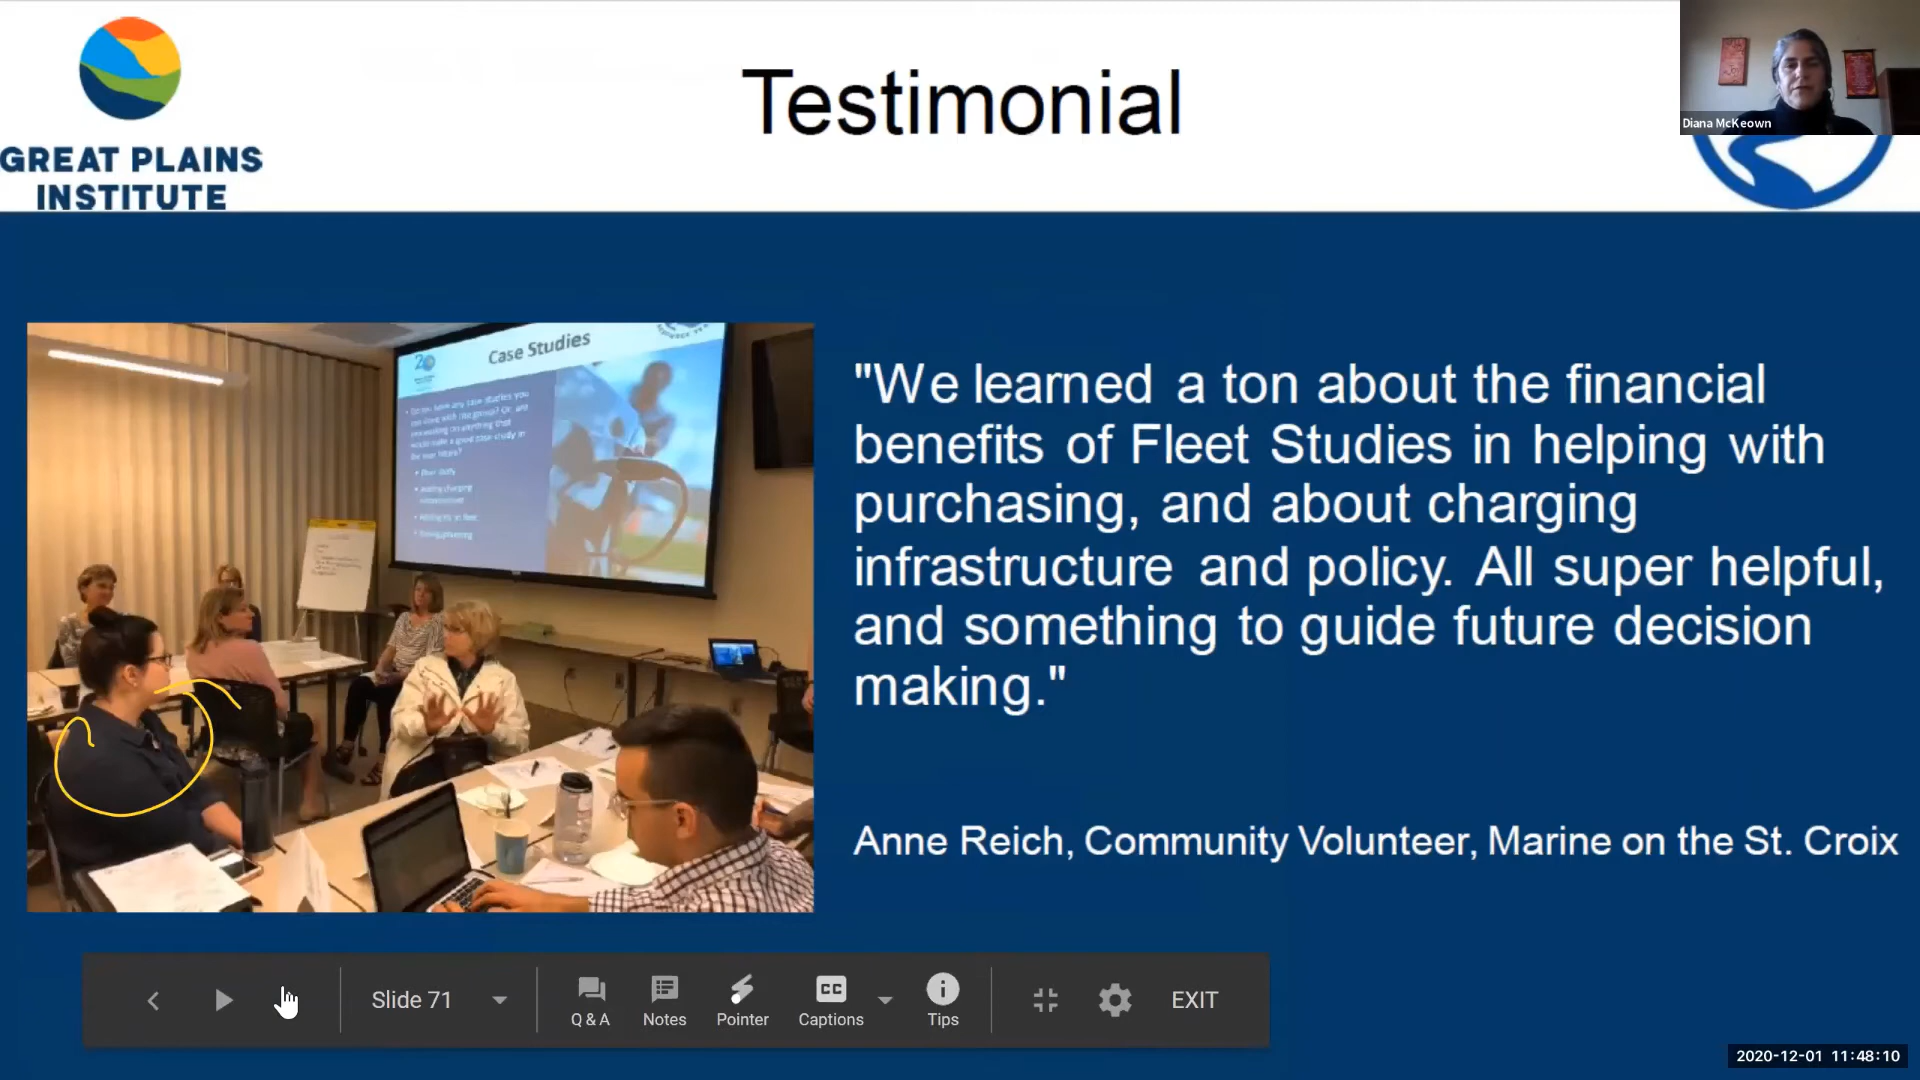 GREAT PLAINS
INSTITUTE
Testimonial
Diana McKeown
Case Studies
"We learned a ton about the financial
benefits of Fleet Studies in helping with
purchasing, and about charging
infrastructure and policy. All super helpful,
and something to guide future decision
making."
Anne Reich, Community Volunteer, Marine on the St. Croix
Slide 71
Q & A
Notes
Pointer
CC
Captions
Tips
EXIT
2020-12-01 11:48:10